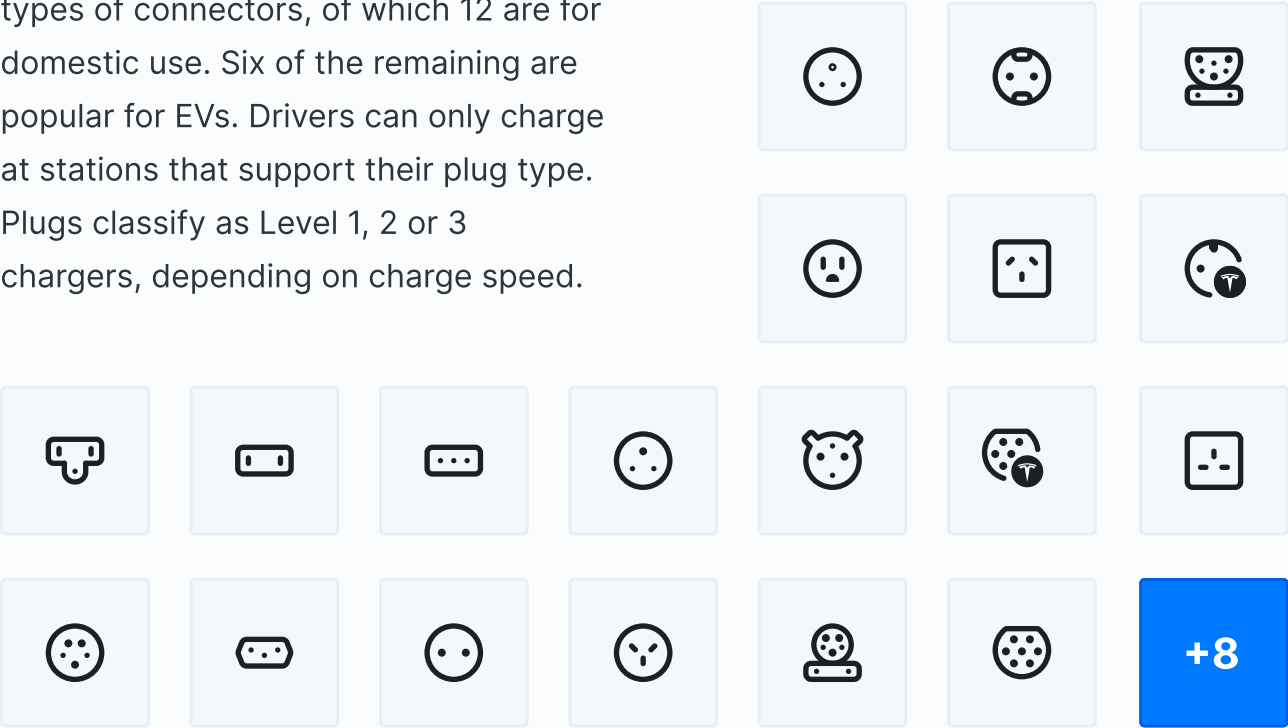 types of connectors, of which 12 are for
domestic use. Six of the remaining are
popular for EVs. Drivers can only charge
at stations that support their plug type.
Plugs classify as Level 1, 2 or 3
chargers, depending on charge speed.
+8